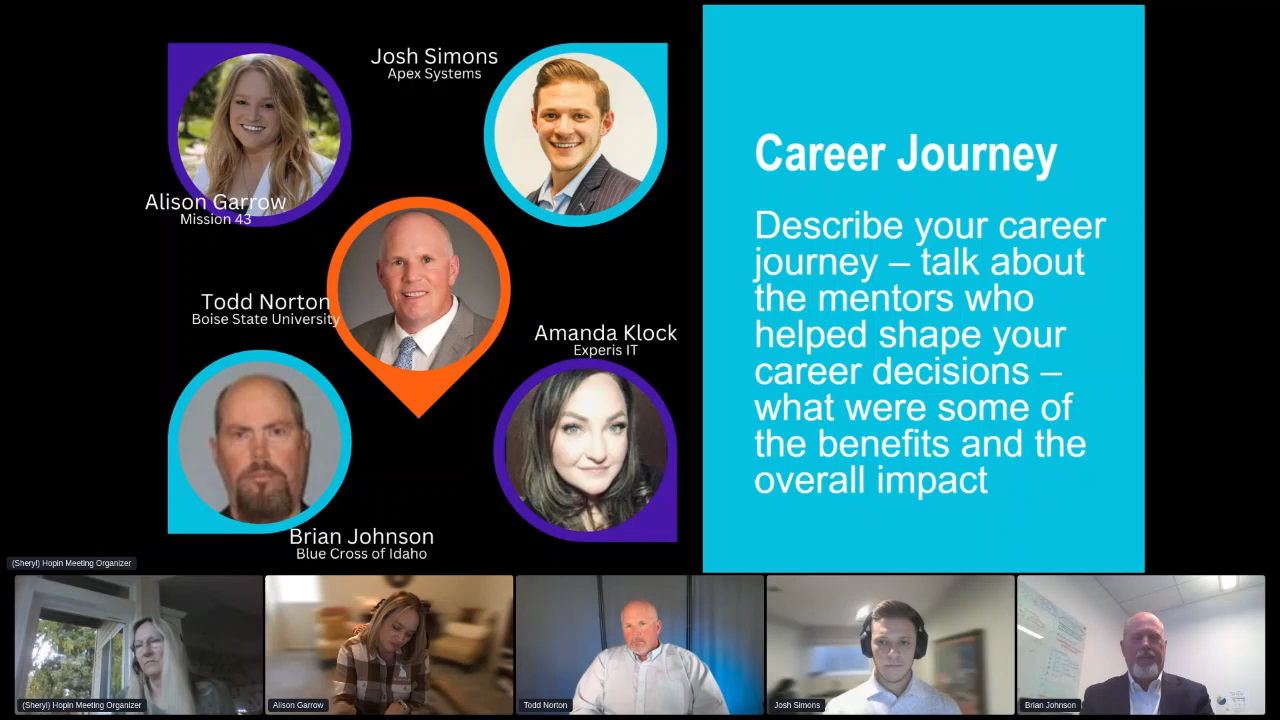 Josh Simons
Apex Systems
Alison Garrow
Mission 43
Todd Norton
Boise State University
Amanda Klock
Experis IT
Brian Johnson
Blue Cross of Idaho
Career Journey
Describe your career
journey – talk about
the mentors who
helped shape your
career decisions –
what were some of
the benefits and the
overall impact
(Sheryl) Hopin Meeting Organizer
(Sheryl) Hopin Meeting Organizer
Alison Garrow
Todd Norton
Josh Simons
Brian Johnson